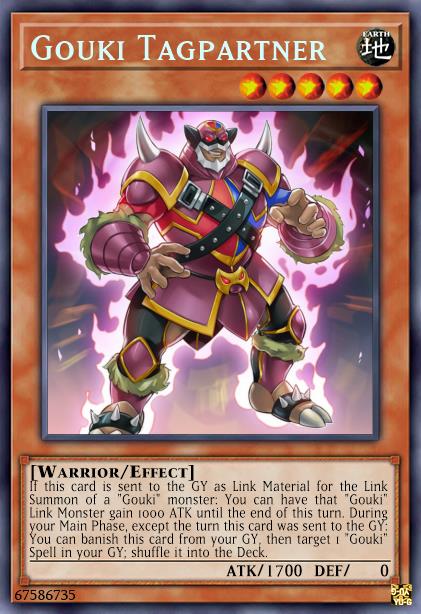 Gouki Tagpartner
EARTH
地
[Warrior/Effect]
If this card is sent to the GY as Link Material for the Link
Summon of a "Gouki" monster: You can have that "Gouki"
Link Monster gain 1000 ATK until the end of this turn. During
your Main Phase, except the turn this card was sent to the GY:
You can banish this card from your GY, then target 1 "Gouki"
Spell in your GY; shuffle it into the Deck.
ATK/1700 DEF/ 0
67586735